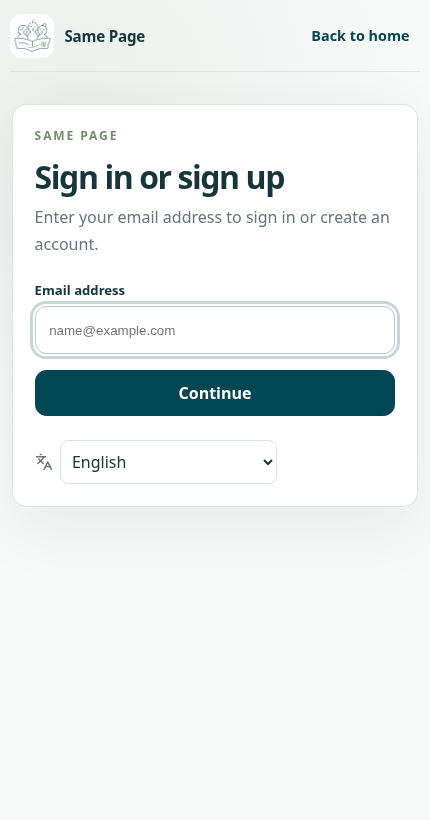 Same Page
Back to home
SAME PAGE
Sign in or sign up
Enter your email address to sign in or create an
account.
Email address
name@example.com
Continue
English